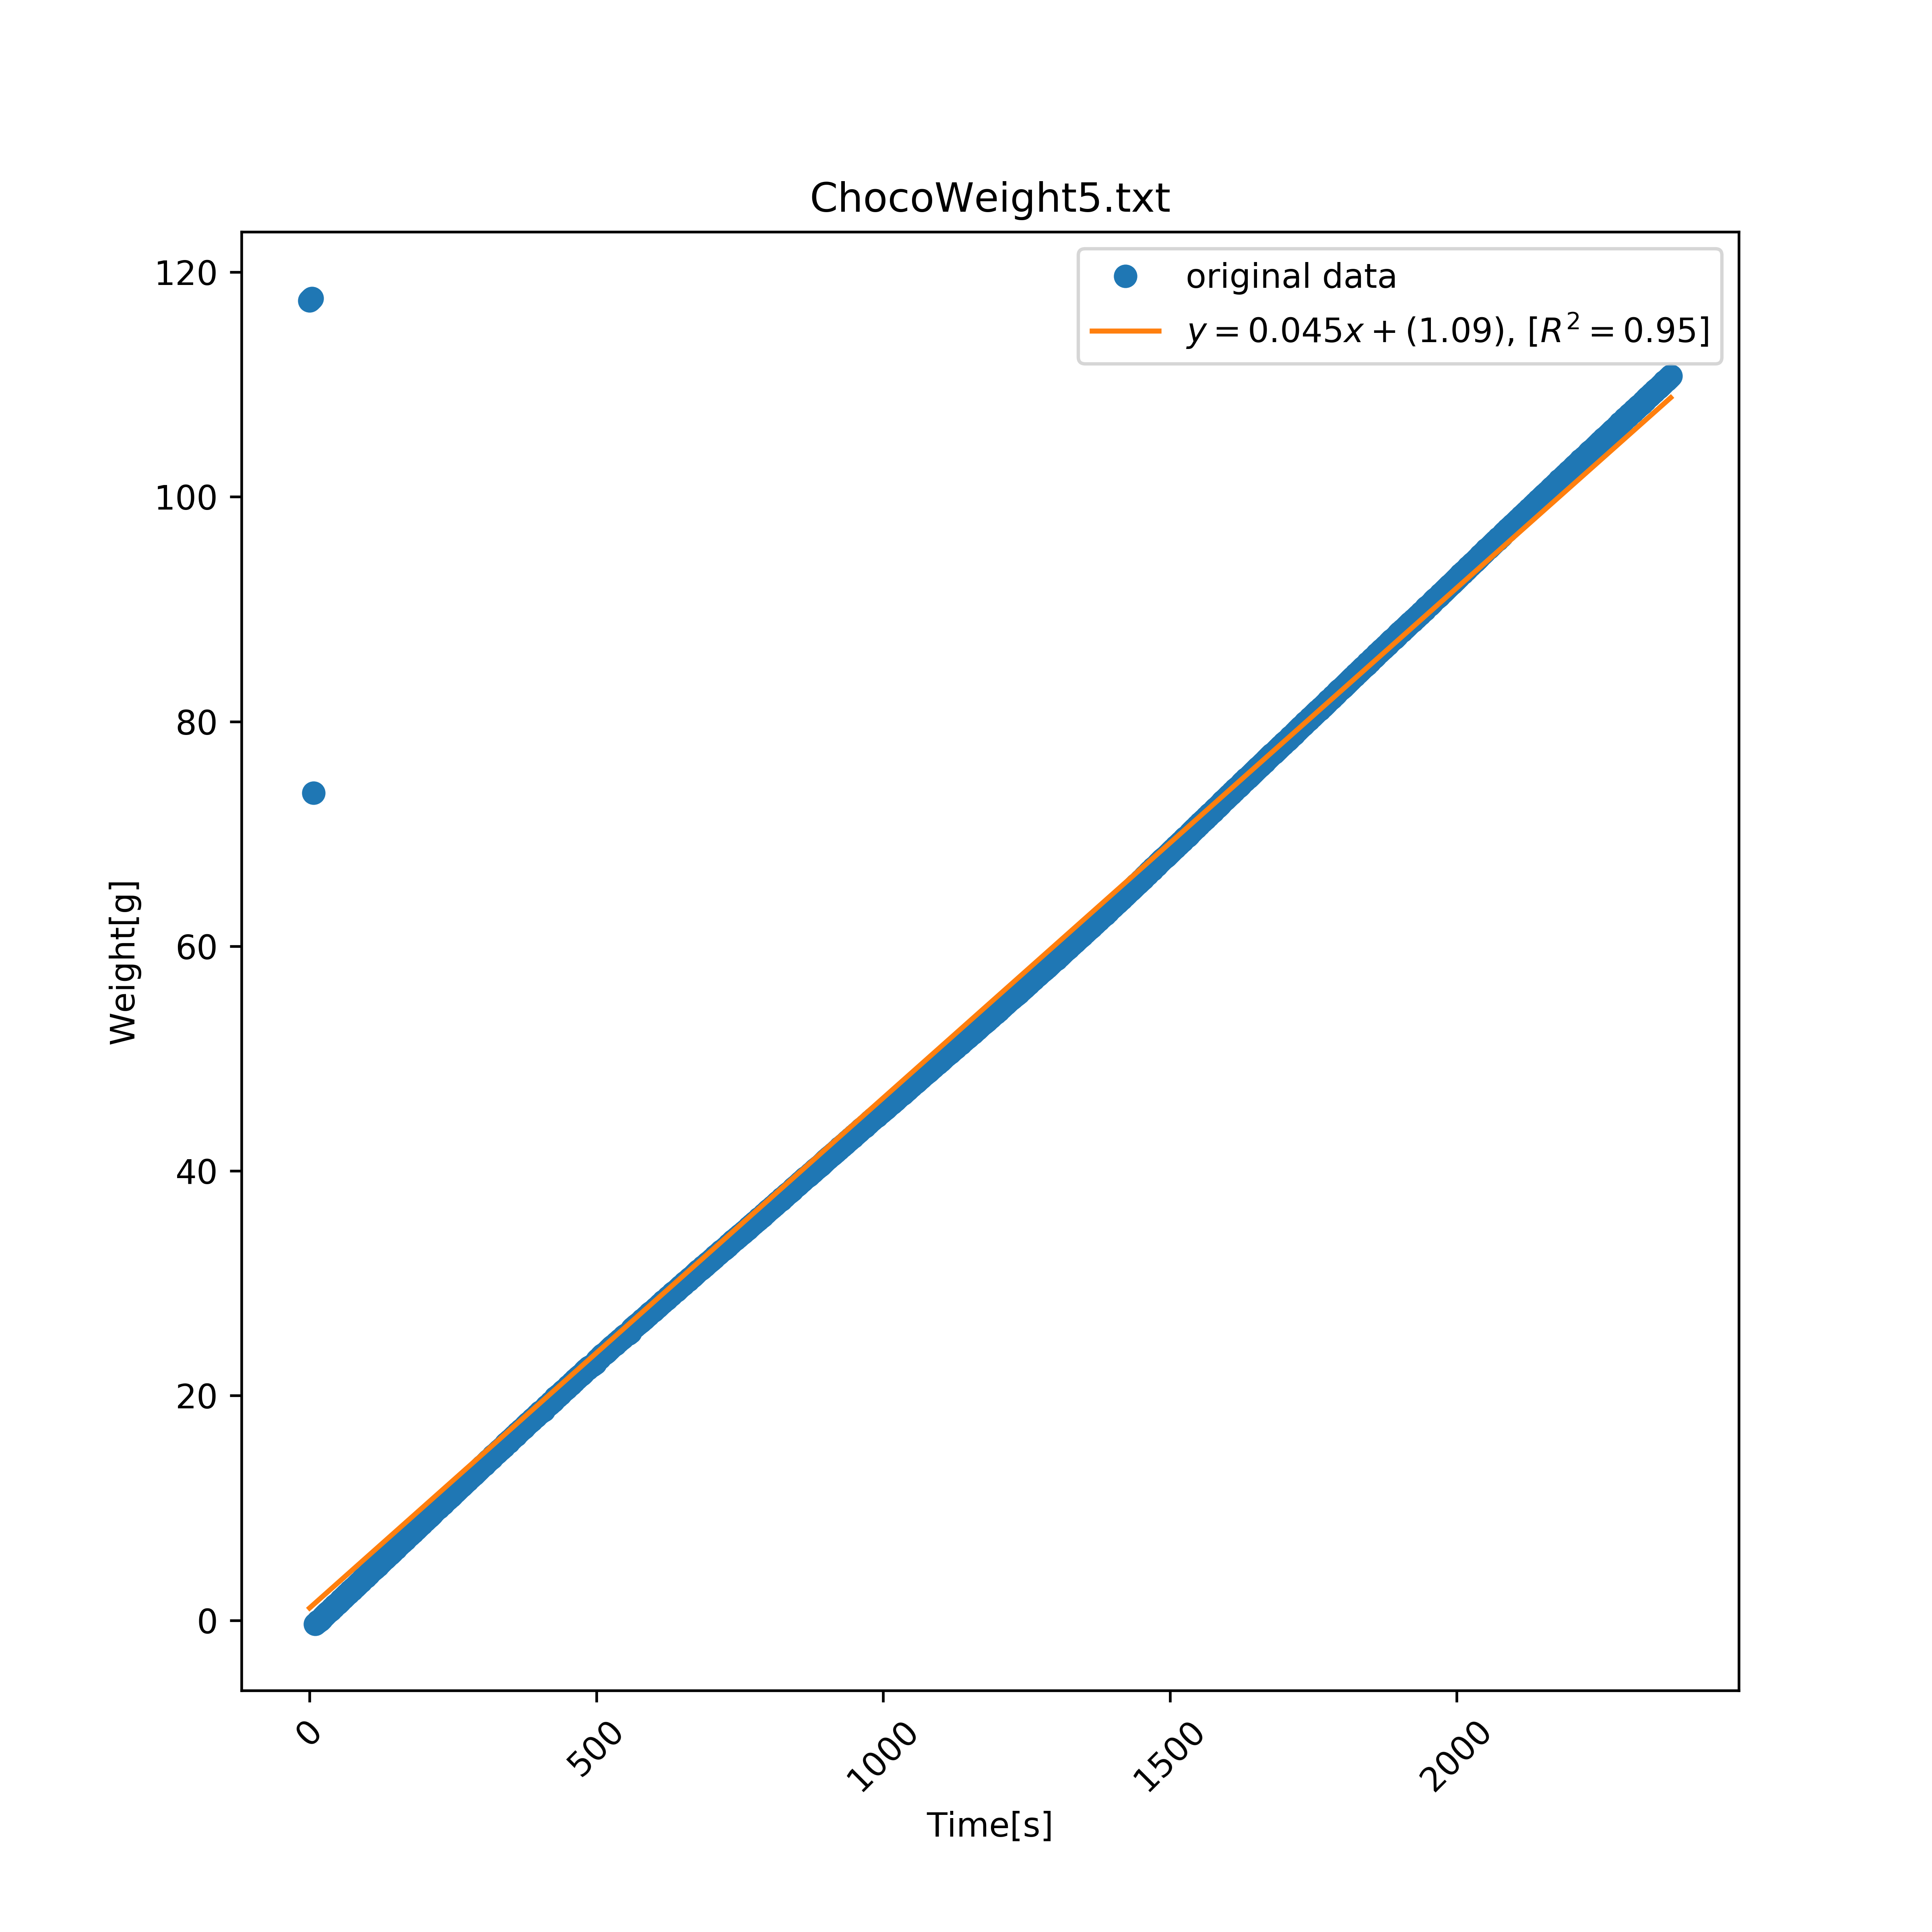 ChocoWeight5.txt
original data
y = 0.045x + (1.09), [R² = 0.95]
120
100
80
60
40
20
0
Weight[g]
0
500
1000
1500
2000
Time[s]